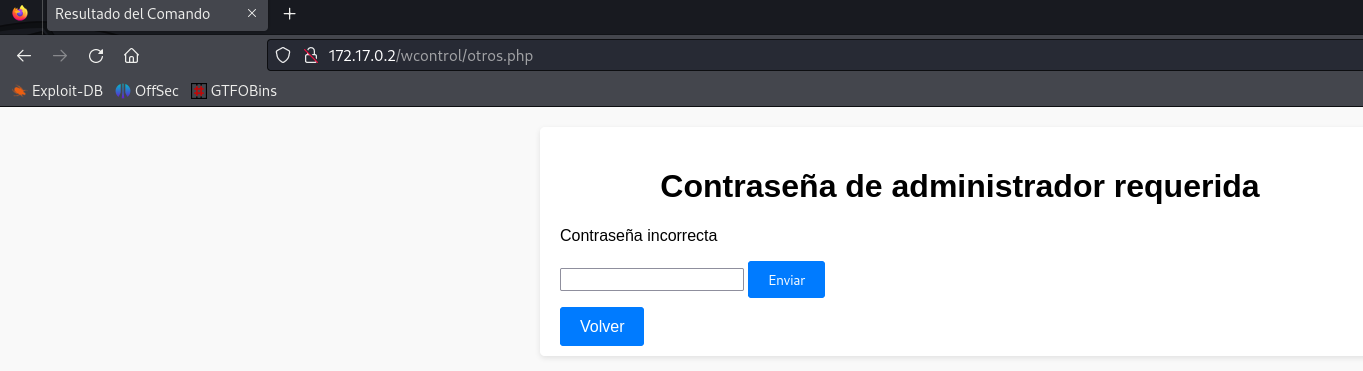 Resultado del Comando
172.17.0.2/wcontrol/otros.php
Exploit-DB OffSec GTFOBins
Contraseña de administrador requerida
Contraseña incorrecta
Enviar
Volver